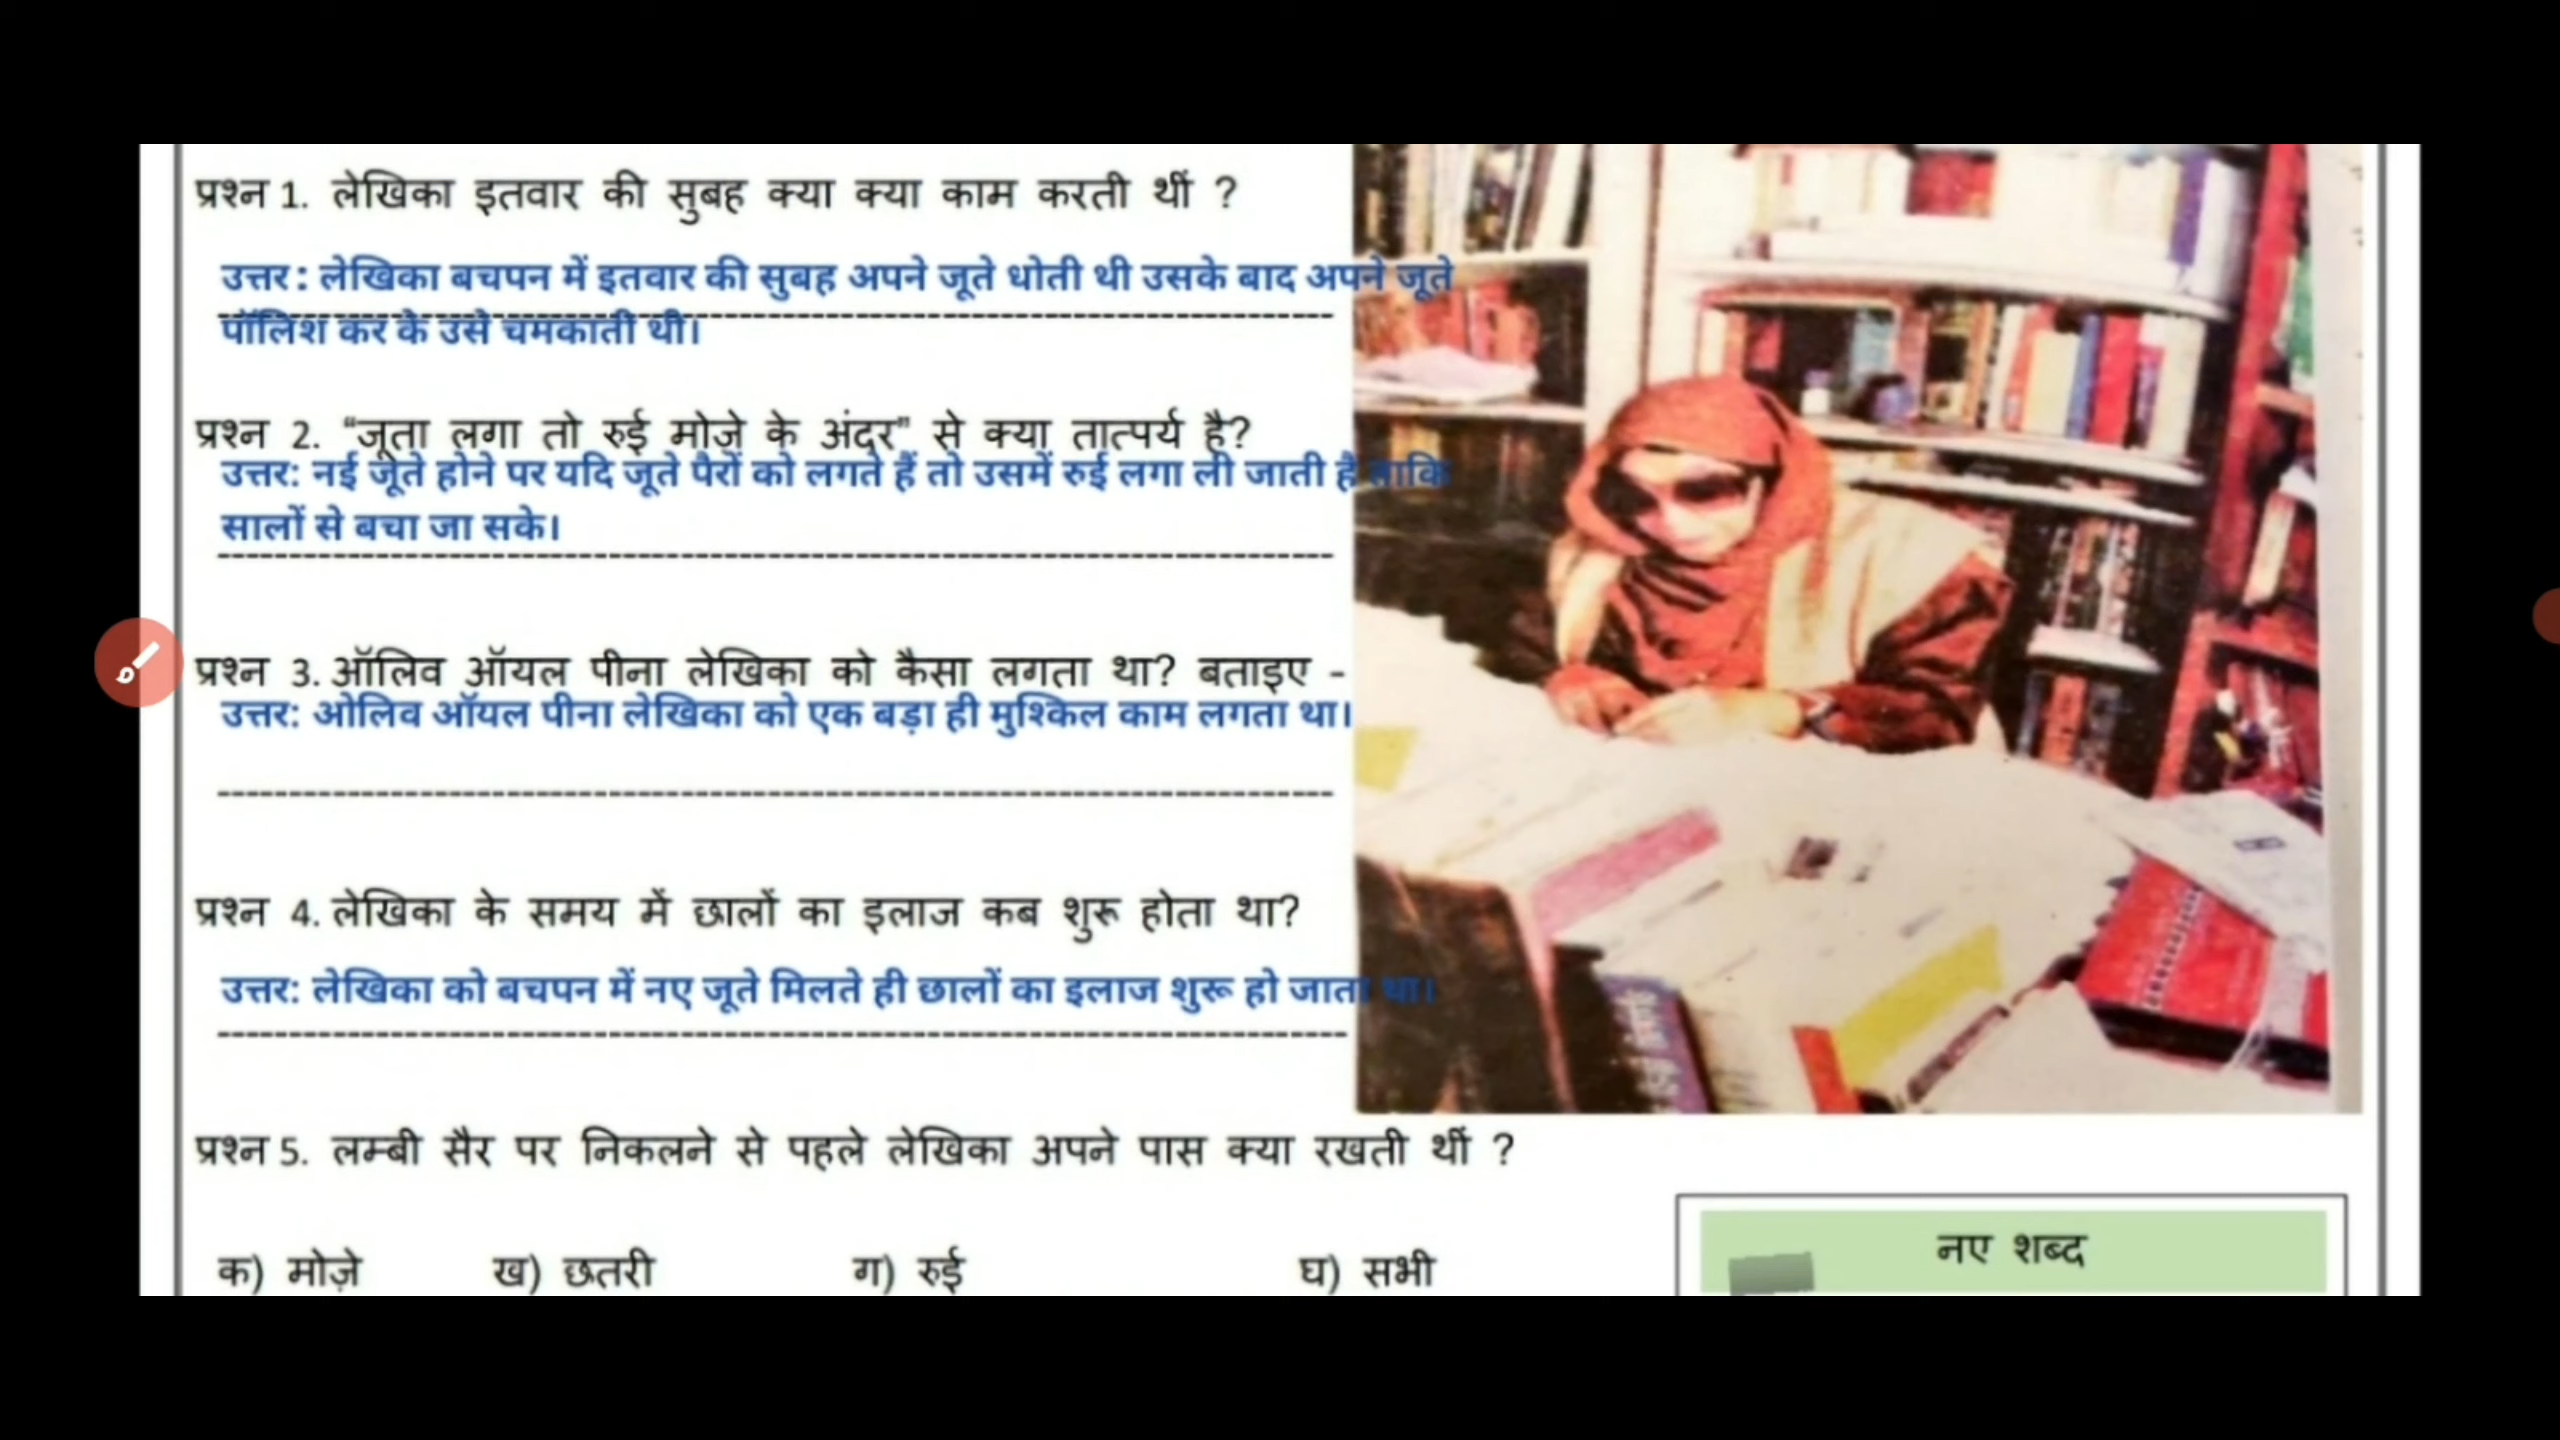 प्रश्न 1. लेखिका इतवार की सुबह क्या क्या काम करती थीं ?
उत्तर : लेखिका बचपन में इतवार की सुबह अपने जूते धोती थी उसके बाद अपने जूते
पॉलिश कर के उसे चमकाती थी।
प्रश्न 2. “जूता लगा तो रुई मोज़े के अंदर” से क्या तात्पर्य है?
उत्तर: नई जूते होने पर यदि जूते पैरों को लगते हैं तो उसमें रुई लगा ली जाती है ताकि
सालों से बचा जा सके।
प्रश्न 3. ऑलिव ऑयल पीना लेखिका को कैसा लगता था? बताइए -
उत्तर: ओलिव ऑयल पीना लेखिका को एक बड़ा ही मुश्किल काम लगता था।
प्रश्न 4. लेखिका के समय में छालों का इलाज कब शुरू होता था?
उत्तर: लेखिका को बचपन में नए जूते मिलते ही छालों का इलाज शुरू हो जाता था।
प्रश्न 5. लम्बी सैर पर निकलने से पहले लेखिका अपने पास क्या रखती थीं ?
क) मोज़े ख) छतरी ग) रुई घ) सभी
नए शब्द